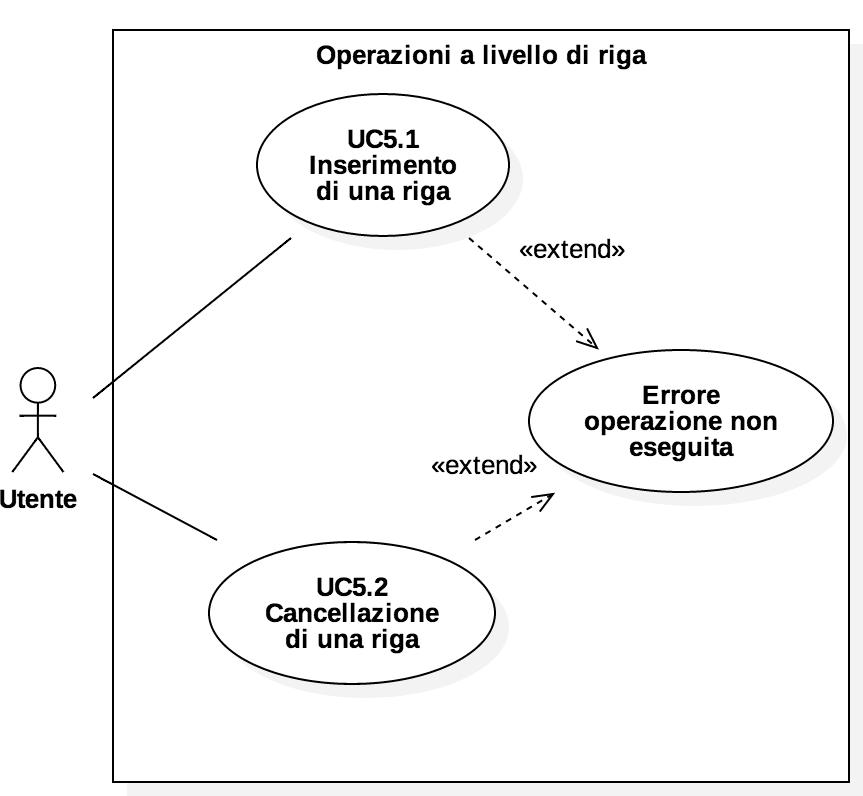 Operazioni a livello di riga
UC5.1
Inserimento
di una riga
«extend»
Errore
operazione non
eseguita
«extend»
Utente
UC5.2
Cancellazione
di una riga